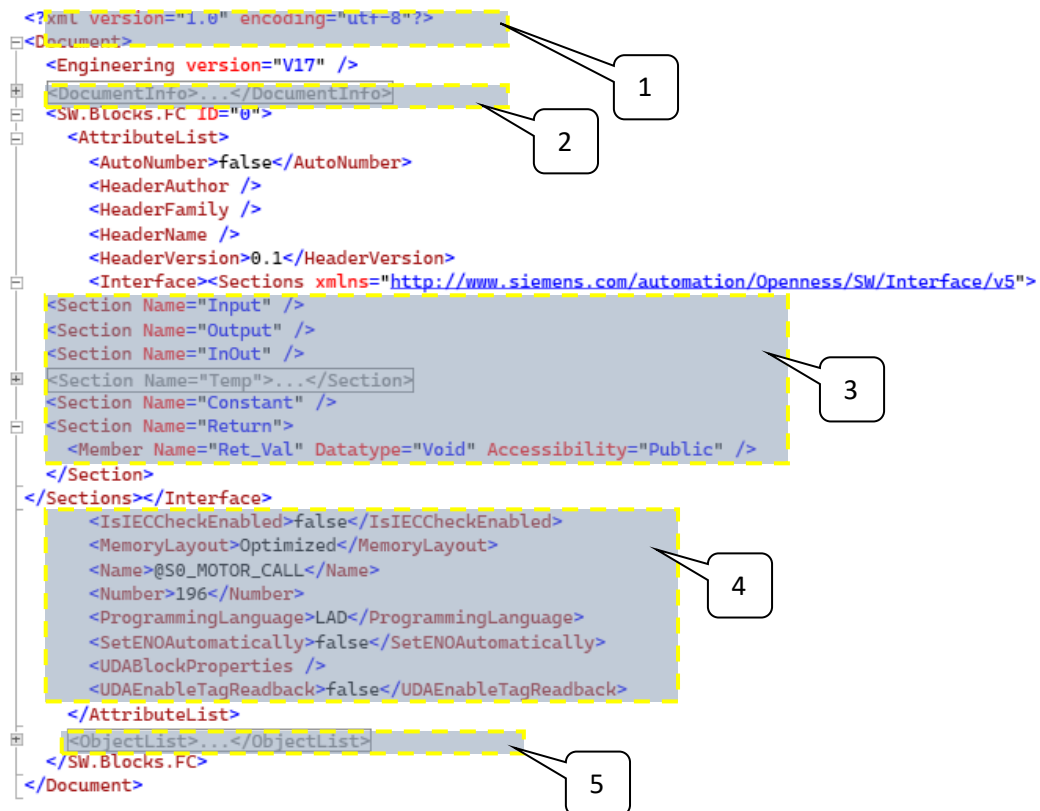 <?xml version="1.0" encoding="utf-8"?>
<Document>
<Engineering version="V17" />
1
<DocumentInfo>...</DocumentInfo>
<SW.Blocks.FC ID="0">
2
<AttributeList>
<AutoNumber>false</AutoNumber>
<HeaderAuthor />
<HeaderFamily />
<HeaderName />
<HeaderVersion>0.1</HeaderVersion>
<Interface><Sections xmlns="http://www.siemens.com/automation/Openness/SW/Interface/v5">
<Section Name="Input" />
<Section Name="Output" />
<Section Name="InOut" />
<Section Name="Temp">...</Section>
3
<Section Name="Constant" />
<Section Name="Return">
<Member Name="Ret_Val" Datatype="Void" Accessibility="Public" />
</Section>
</Sections></Interface>
<IsIECCheckEnabled>false</IsIECCheckEnabled>
<MemoryLayout>Optimized</MemoryLayout>
<Name>@S0_MOTOR_CALL</Name>
4
<Number>196</Number>
<ProgrammingLanguage>LAD</ProgrammingLanguage>
<SetENOAutomatically>false</SetENOAutomatically>
<UDABlockProperties />
<UDAEnableTagReadback>false</UDAEnableTagReadback>
</AttributeList>
<ObjectList>...</ObjectList>
</SW.Blocks.FC>
5
</Document>